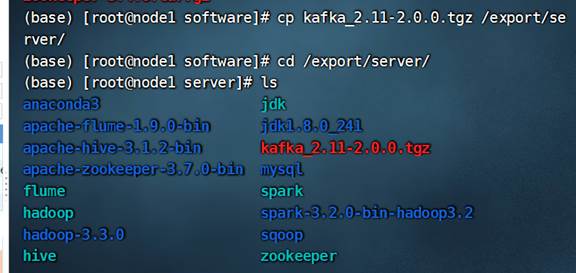 (base) [root@node1 software]# cp kafka_2.11-2.0.0.tgz /export/se
rver/
(base) [root@node1 software]# cd /export/server/
(base) [root@node1 server]# ls
anaconda3 jdk
apache-flume-1.9.0-bin jdk1.8.0_241
apache-hive-3.1.2-bin kafka_2.11-2.0.0.tgz
apache-zookeeper-3.7.0-bin mysql
flume spark
hadoop spark-3.2.0-bin-hadoop3.2
hadoop-3.3.0 sqoop
hive zookeeper